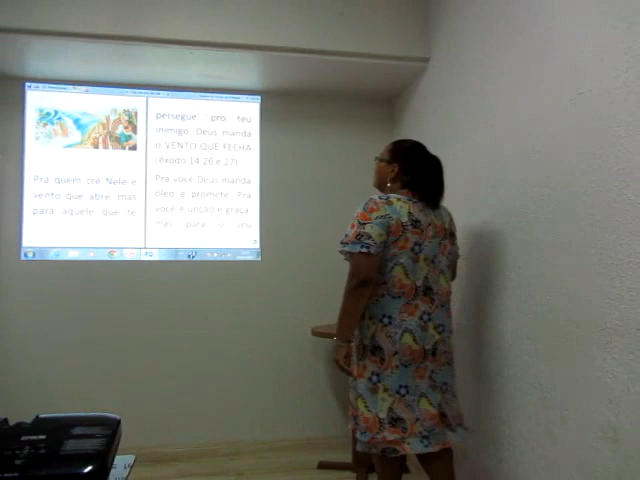 Pra quem crê Nele e
vento que abre, mas
para aquele que te
persegue, pro teu
inimigo. Deus manda
o VENTO QUE FECHA
(êxodo 14.26 e 27)
Pra você Deus manda
óleo e promete. Pra
você é unção e graça,
mas para o seu